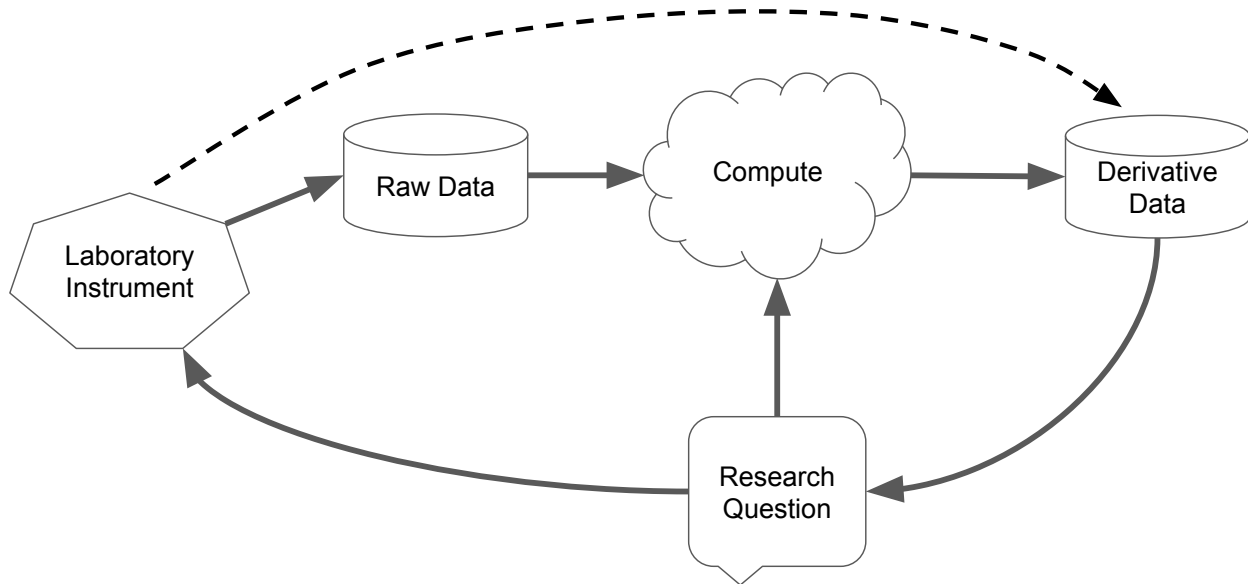 Raw Data
Compute
Derivative
Data
Laboratory
Instrument
Research
Question